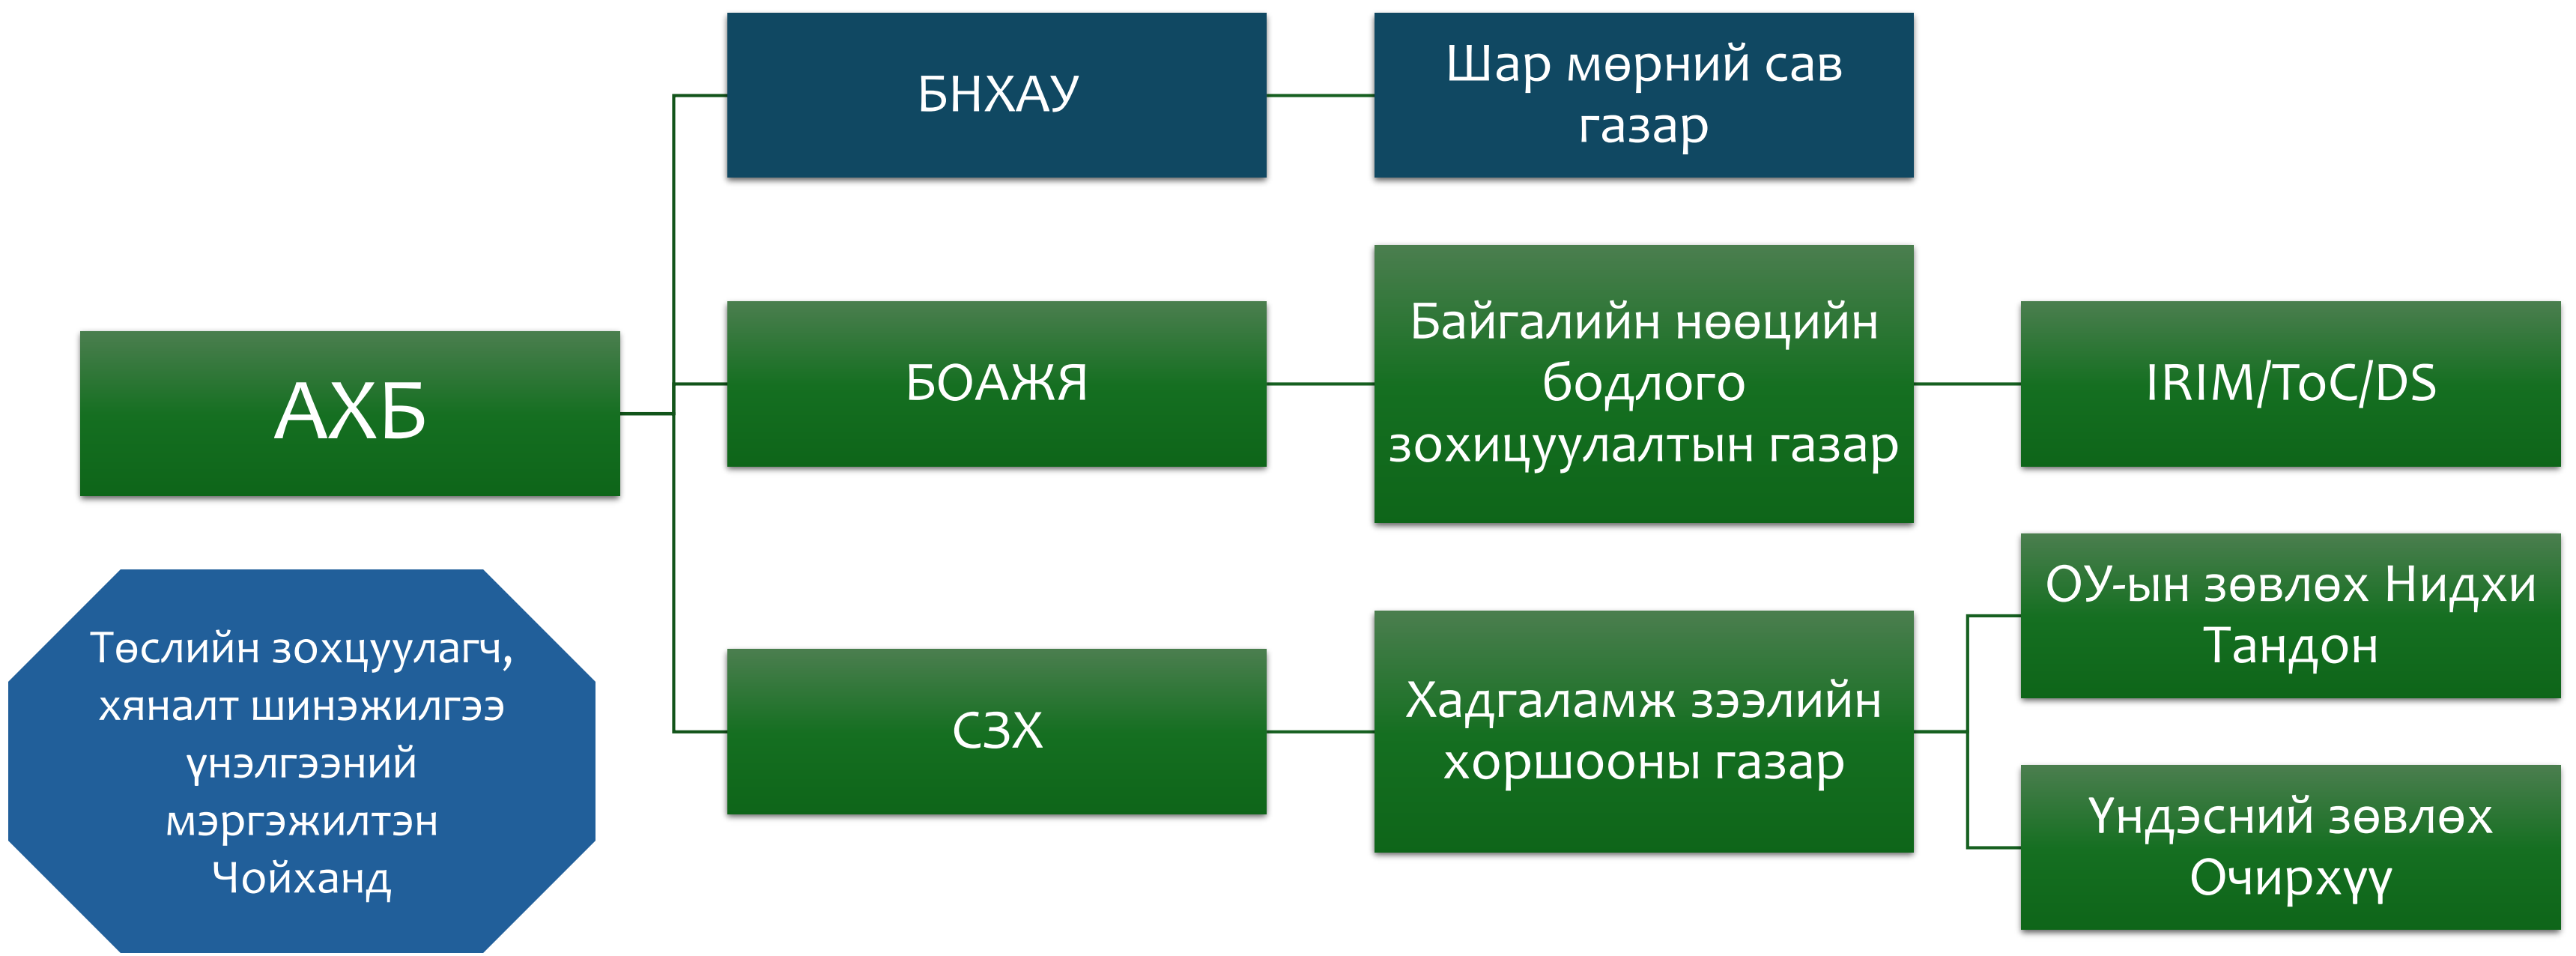 БНХАУ
Шар мөрний сав
газар
АХБ
БОАЖЯ
Байгалийн нөөцийн
бодлого
зохицуулалтын газар
IRIM/ToC/DS
СЗХ
Хадгаламж зээлийн
хоршооны газар
ОУ-ын зөвлөх Нидхи
Тандон
Үндэсний зөвлөх
Очирхүү
Төслийн зохцуулагч,
хяналт шинэжилгээ
үнэлгээний
мэргэжилтэн
Чойханд